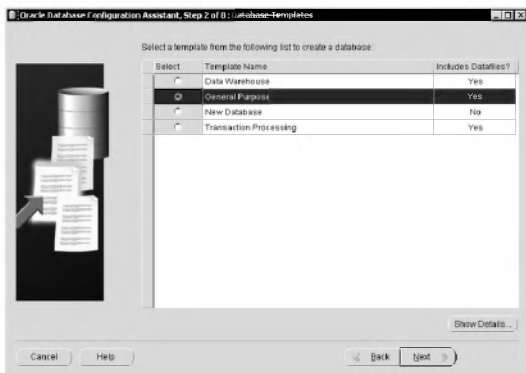 Oracle Database Configuration Assistant, Step 2 of 8 : Database Templates
Select a template from the following list to create a database:
Select Template Name Includes Datafiles?
Data Warehouse Yes
General Purpose Yes
New Database No
Transaction Processing Yes
Show Details...
Cancel Help Back Next